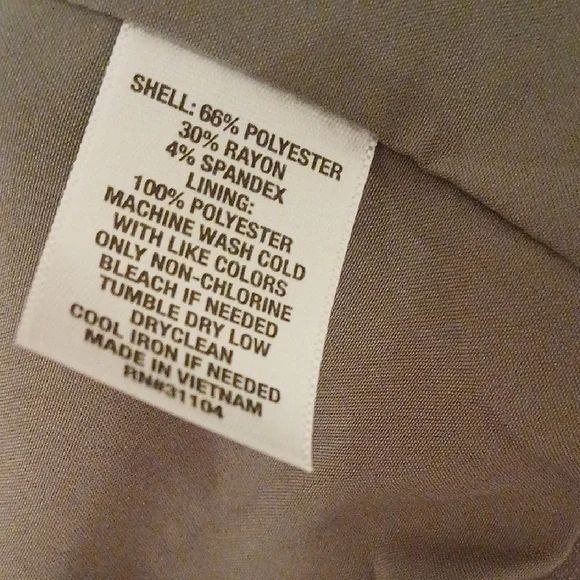 SHELL: 66% POLYESTER
30% RAYON
4% SPANDEX
LINING:
100% POLYESTER
MACHINE WASH COLD
WITH LIKE COLORS
ONLY NON-CHLORINE
BLEACH IF NEEDED
TUMBLE DRY LOW
DRYCLEAN
COOL IRON IF NEEDED
MADE IN VIETNAM
RN#31104